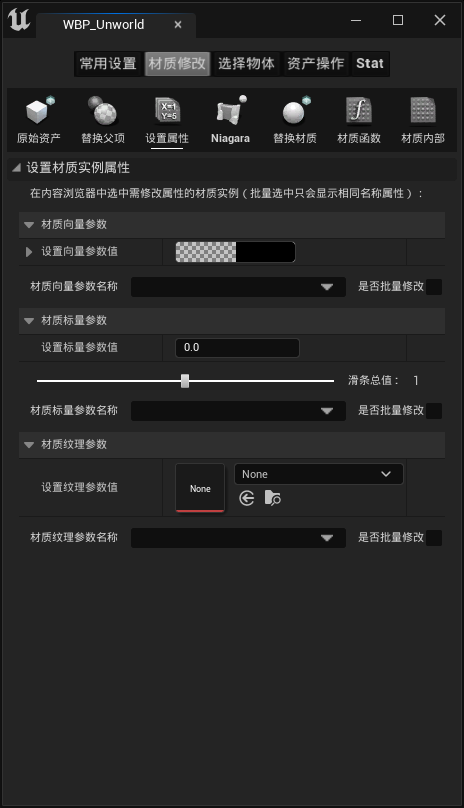 WBP_Unworld
常用设置 材质修改 选择物体 资产操作 Stat
X=1
Y=5
原始资产 替换父项 设置属性 Niagara 替换材质 材质函数 材质内部
设置材质实例属性
在内容浏览器中选中需修改属性的材质实例（批量选中只会显示相同名称属性）：
材质向量参数
设置向量参数值
材质向量参数名称 是否批量修改
材质标量参数
设置标量参数值 0.0
滑条总值： 1
材质标量参数名称 是否批量修改
材质纹理参数
设置纹理参数值 None None
材质纹理参数名称 是否批量修改